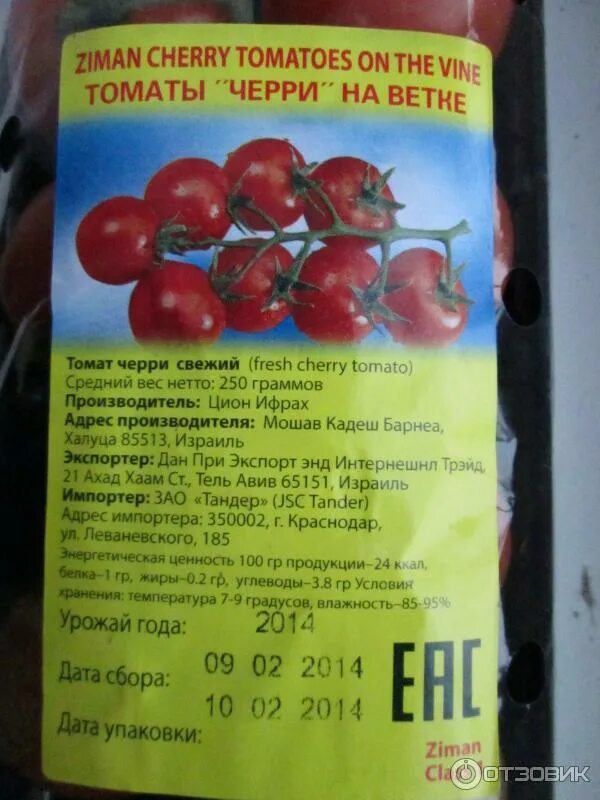 ZIMAN CHERRY TOMATOES ON THE VINE
ТОМАТЫ ˝ЧЕРРИ˝ НА ВЕТКЕ
Томат черри свежий (fresh cherry tomato)
Средний вес нетто: 250 граммов
Производитель: Цион Ифрах
Адрес производителя: Мошав Кадеш Барнеа,
Халуца 85513, Израиль
Экспортер: Дан При Экспорт энд Интернешнл Трэйд,
21 Ахад Хаам Ст., Тель Авив 65151, Израиль
Импортер: ЗАО «Тандер» (JSC Tander)
Адрес импортера: 350002, г. Краснодар,
ул. Леваневского, 185
Энергетическая ценность 100 гр продукции–24 ккал,
белка–1 гр, жиры–0.2 гр, углеводы–3.8 гр Условия
хранения: температура 7-9 градусов, влажность–85-95%
Урожай года: 2014
Дата сбора: 09 02 2014
Дата упаковки: 10 02 2014
ЕАС
Ziman
ОТЗОВИК